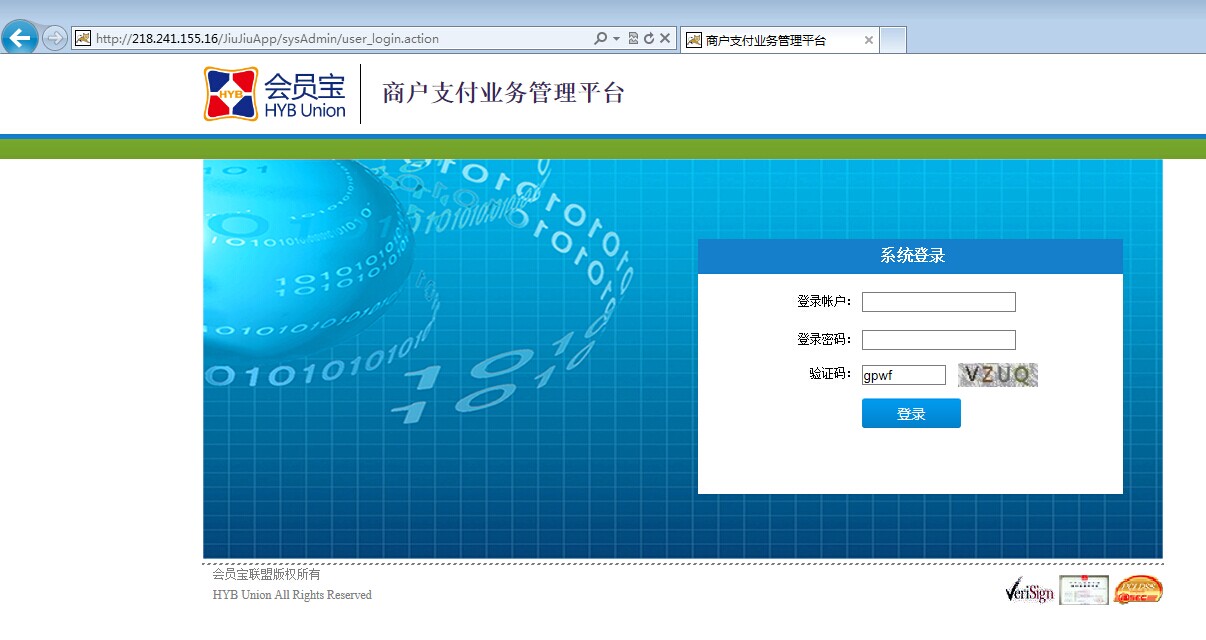 http://218.241.155.16/JiuJiuApp/sysAdmin/user_login.action
商户支付业务管理平台
HYB
会员宝
HYB Union
商户支付业务管理平台
系统登录
登录帐户：
登录密码：
验证码：
gpwf
VZUQ
登录
会员宝联盟版权所有
HYB Union All Rights Reserved
VeriSign